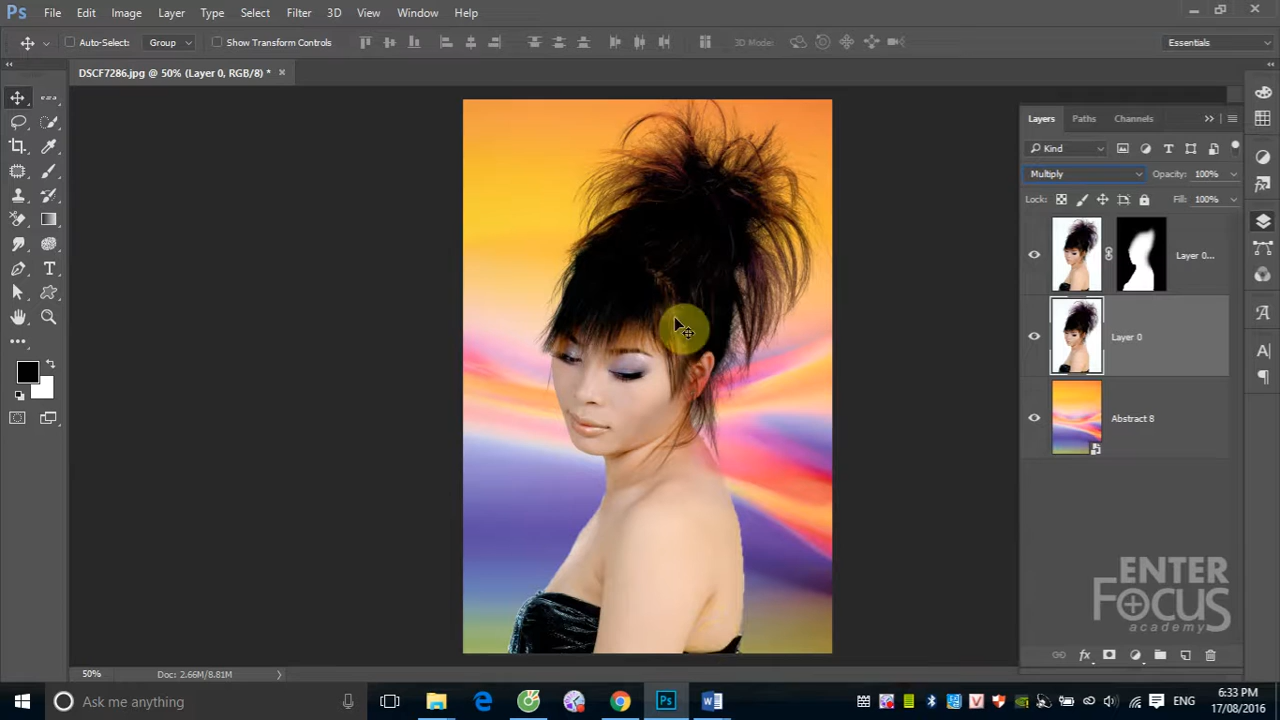 Ps File Edit Image Layer Type Select Filter 3D View Window Help
Auto-Select: Group Show Transform Controls 3D Mode: Essentials
DSCF7286.jpg @ 50% (Layer 0, RGB/8) *
Layers Paths Channels
Kind
Multiply Opacity: 100%
Lock: Fill: 100%
Layer 0...
Layer 0
Abstract 8
ENTER
FOCUS
academy
50% Doc: 2.66M/8.81M
Ask me anything
ENG
6:33 PM
17/08/2016